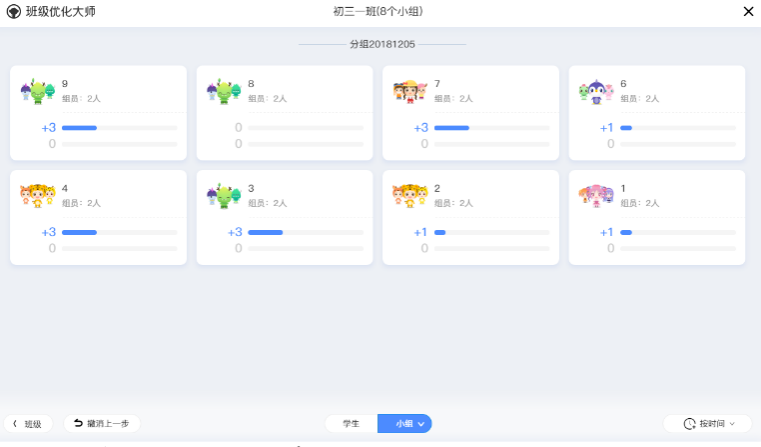 班级优化大师
初三一班(8个小组)
分组20181205
9
组员：2人
+3
0
8
组员：2人
0
0
7
组员：2人
+3
0
6
组员：2人
+1
0
4
组员：2人
+3
0
3
组员：2人
+3
0
2
组员：2人
+1
0
1
组员：2人
+1
0
班级
撤消上一步
学生
小组
按时间